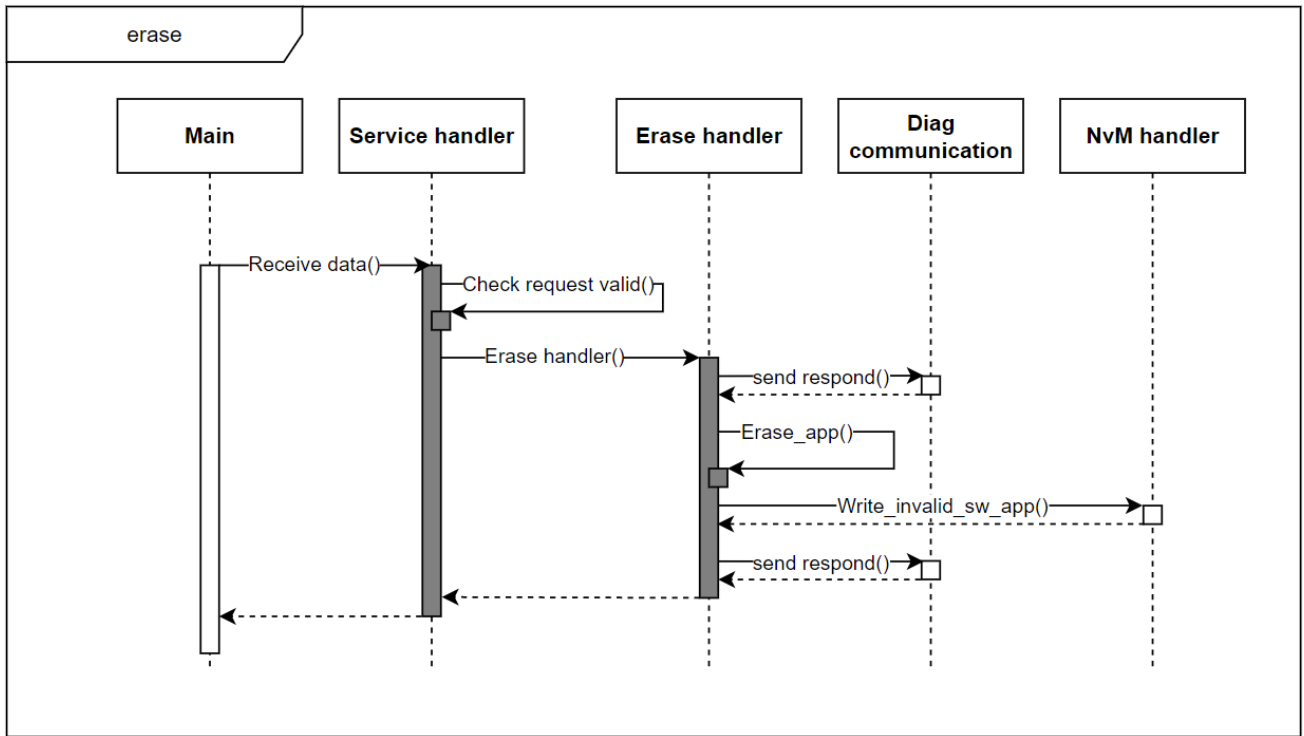 erase
Main
Service handler
Erase handler
Diag
communication
NvM handler
Receive data()
Check request valid()
Erase handler()
send respond()
Erase_app()
Write_invalid_sw_app()
send respond()